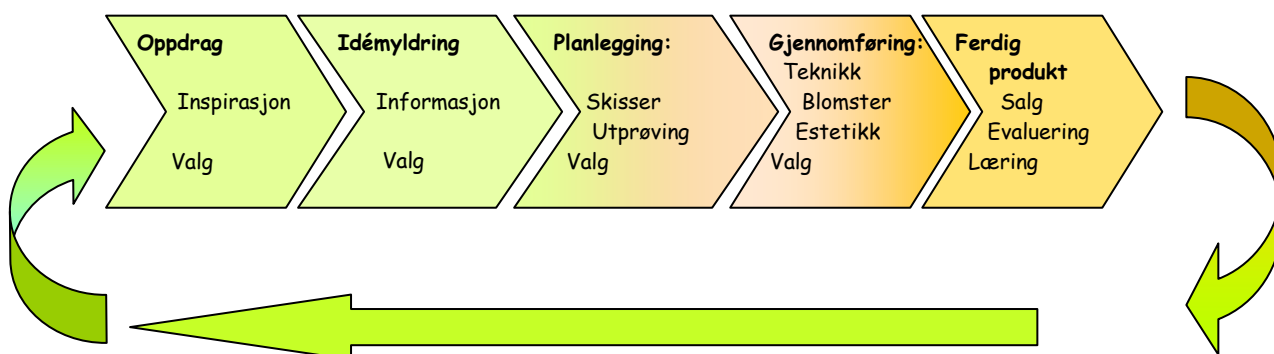 Oppdrag
Inspirasjon
Valg
Idémyldring
Informasjon
Valg
Planlegging:
Skisser
Utprøving
Valg
Gjennomføring:
Teknikk
Blomster
Estetikk
Valg
Ferdig
produkt
Salg
Evaluering
Læring